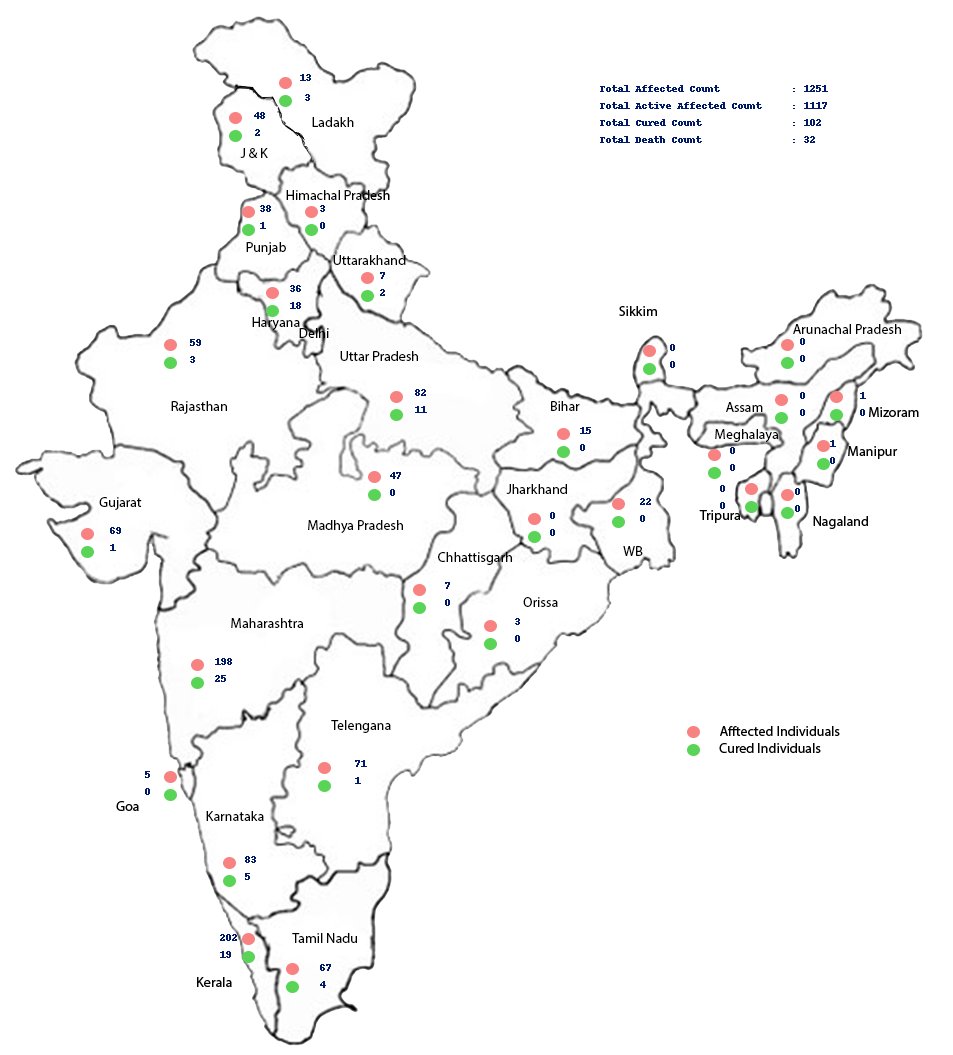 13
3
Ladakh
Total Affected Count : 1251
Total Active Affected Count : 1117
Total Cured Count : 102
Total Death Count : 32
48
2
J & K
Himachal Pradesh
38
1
Punjab
3
0
Uttarakhand
7
2
36
18
Haryana
Delhi
59
3
Rajasthan
Uttar Pradesh
82
11
Sikkim
0
0
Arunachal Pradesh
0
0
Bihar
15
0
Assam
0
0
1
0
Mizoram
Meghalaya
0
0
1
0
Manipur
Gujarat
69
1
47
0
Madhya Pradesh
Jharkhand
0
0
22
0
WB
0
0
Tripura
0
0
Nagaland
Chhattisgarh
7
0
Orissa
3
0
Maharashtra
198
25
Telengana
71
1
Afftected Individuals
Cured Individuals
5
0
Goa
Karnataka
83
5
202
19
Kerala
Tamil Nadu
67
4